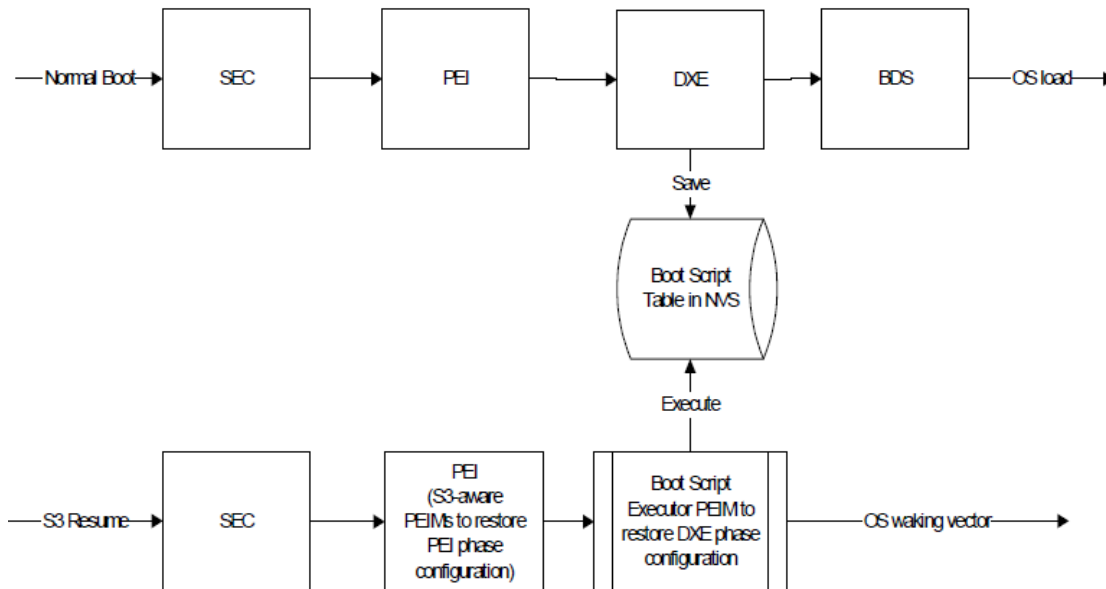 Normal Boot
SEC
PEI
DXE
BDS
OS load
Save
Boot Script
Table in NVS
Execute
S3 Resume
SEC
PEI
(S3-aware
PEIMs to restore
PEI phase
configuration)
Boot Script
Executor PEIM to
restore DXE phase
configuration
OS waking vector